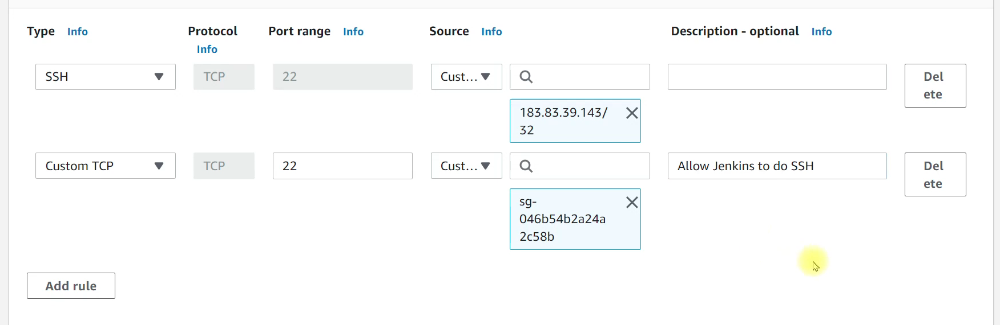 Type Info Protocol Port range Info Source Info Description - optional Info
Info
SSH TCP 22 Cust... Del
ete
183.83.39.143/
32
Custom TCP TCP 22 Cust... Allow Jenkins to do SSH Del
ete
sg-
046b54b2a24a
2c58b
Add rule